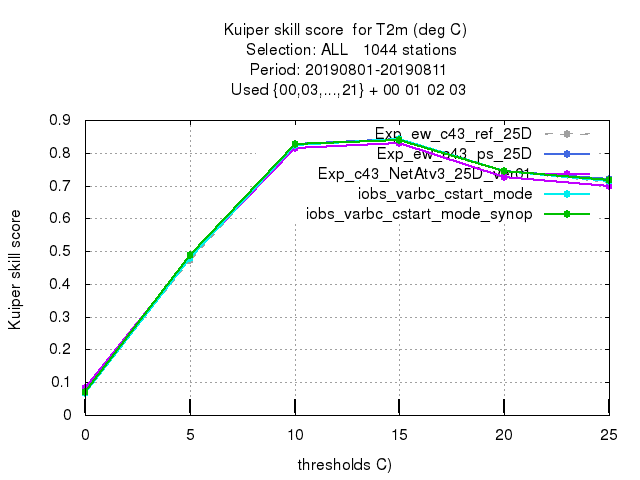 Kuiper skill score  for T2m (deg C)
Selection: ALL   1044 stations
Period: 20190801-20190811
Used {00,03,...,21} + 00 01 02 03
Kuiper skill score
0.9
0.8
0.7
0.6
0.5
0.4
0.3
0.2
0.1
0
Exp_ew_c43_ref_25D
Exp_ew_c43_ps_25D
Exp_c43_NetAtv3_25D_ver01
iobs_varbc_cstart_mode
iobs_varbc_cstart_mode_synop
0 5 10 15 20 25
thresholds C)